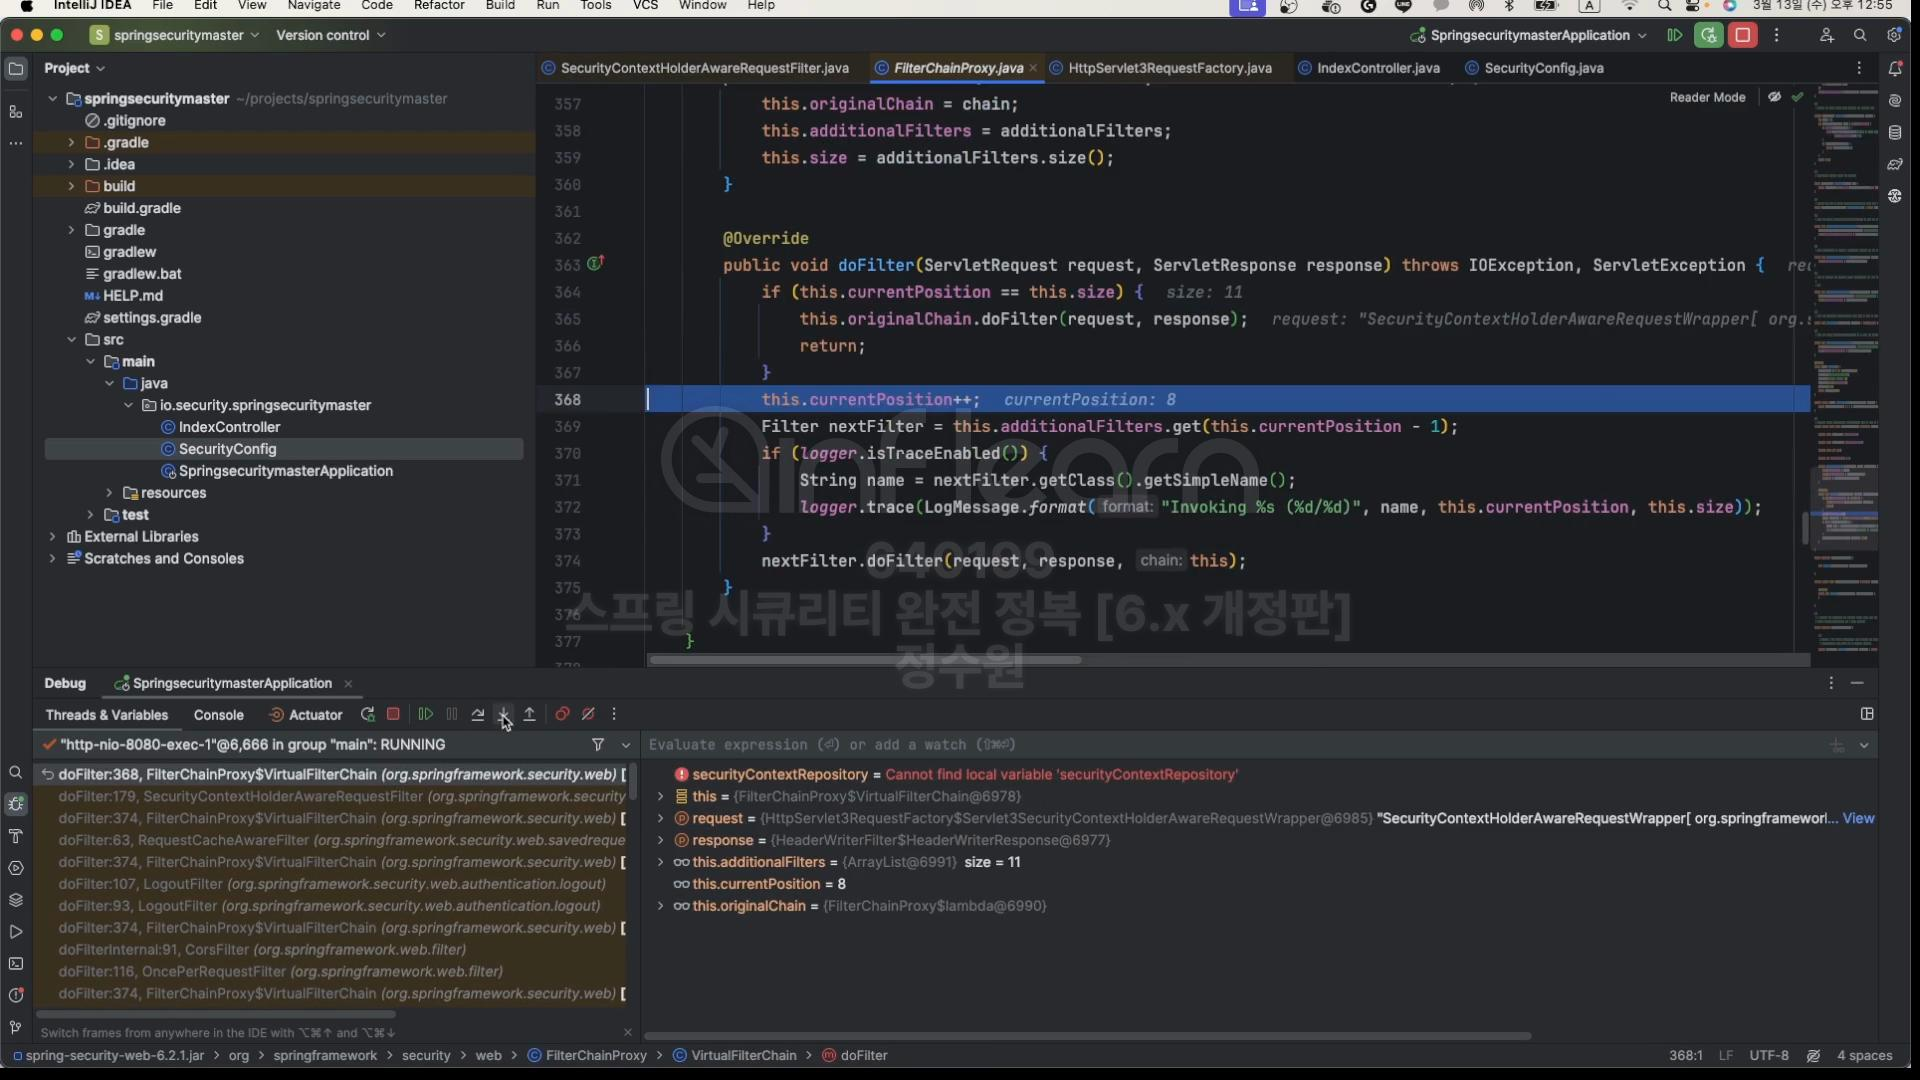 IntelliJ IDEA File Edit View Navigate Code Refactor Build Run Tools VCS Window Help
A 3월 13일 (수) 오후 12:55
S springsecuritymaster Version control
SpringsecuritymasterApplication
Project
SecurityContextHolderAwareRequestFilter.java FilterChainProxy.java HttpServlet3RequestFactory.java IndexController.java SecurityConfig.java
Reader Mode
springsecuritymaster ~/projects/springsecuritymaster
.gitignore
.gradle
.idea
build
build.gradle
gradle
gradlew
gradlew.bat
M↓ HELP.md
settings.gradle
src
main
java
io.security.springsecuritymaster
IndexController
SecurityConfig
SpringsecuritymasterApplication
resources
test
External Libraries
Scratches and Consoles
357 this.originalChain = chain;
358 this.additionalFilters = additionalFilters;
359 this.size = additionalFilters.size();
360 }
361
362 @Override
363 public void doFilter(ServletRequest request, ServletResponse response) throws IOException, ServletException {
364 if (this.currentPosition == this.size) { size: 11
365 this.originalChain.doFilter(request, response); request: "SecurityContextHolderAwareRequestWrapper[ org.
366 return;
367 }
368 this.currentPosition++; currentPosition: 8
369 Filter nextFilter = this.additionalFilters.get(this.currentPosition - 1);
370 if (logger.isTraceEnabled()) {
371 String name = nextFilter.getClass().getSimpleName();
372 logger.trace(LogMessage.format( format: "Invoking %s (%d/%d)", name, this.currentPosition, this.size));
373 }
374 nextFilter.doFilter(request, response, chain: this);
375 }
376
377 }
inflearn
스프링 시큐리티 완전 정복 [6.x 개정판]
정수원
Debug SpringsecuritymasterApplication
Threads & Variables Console Actuator
"http-nio-8080-exec-1"@6,666 in group "main": RUNNING
doFilter:368, FilterChainProxy$VirtualFilterChain (org.springframework.security.web) [
doFilter:179, SecurityContextHolderAwareRequestFilter (org.springframework.security
doFilter:374, FilterChainProxy$VirtualFilterChain (org.springframework.security.web) [
doFilter:63, RequestCacheAwareFilter (org.springframework.security.web.savedreque
doFilter:374, FilterChainProxy$VirtualFilterChain (org.springframework.security.web) [
doFilter:107, LogoutFilter (org.springframework.security.web.authentication.logout)
doFilter:93, LogoutFilter (org.springframework.security.web.authentication.logout)
doFilter:374, FilterChainProxy$VirtualFilterChain (org.springframework.security.web) [
doFilterInternal:91, CorsFilter (org.springframework.web.filter)
doFilter:116, OncePerRequestFilter (org.springframework.web.filter)
doFilter:374, FilterChainProxy$VirtualFilterChain (org.springframework.security.web) [
Switch frames from anywhere in the IDE with ⌥⌘↑ and ⌥⌘↓
Evaluate expression (⏎) or add a watch (⇧⌘⏎)
securityContextRepository = Cannot find local variable 'securityContextRepository'
this = {FilterChainProxy$VirtualFilterChain@6978}
request = {HttpServlet3RequestFactory$Servlet3SecurityContextHolderAwareRequestWrapper@6985} "SecurityContextHolderAwareRequestWrapper[ org.springframeworl... View
response = {HeaderWriterFilter$HeaderWriterResponse@6977}
this.additionalFilters = {ArrayList@6991} size = 11
this.currentPosition = 8
this.originalChain = {FilterChainProxy$lambda@6990}
spring-security-web-6.2.1.jar > org > springframework > security > web > FilterChainProxy > VirtualFilterChain > doFilter
368:1 LF UTF-8 4 spaces